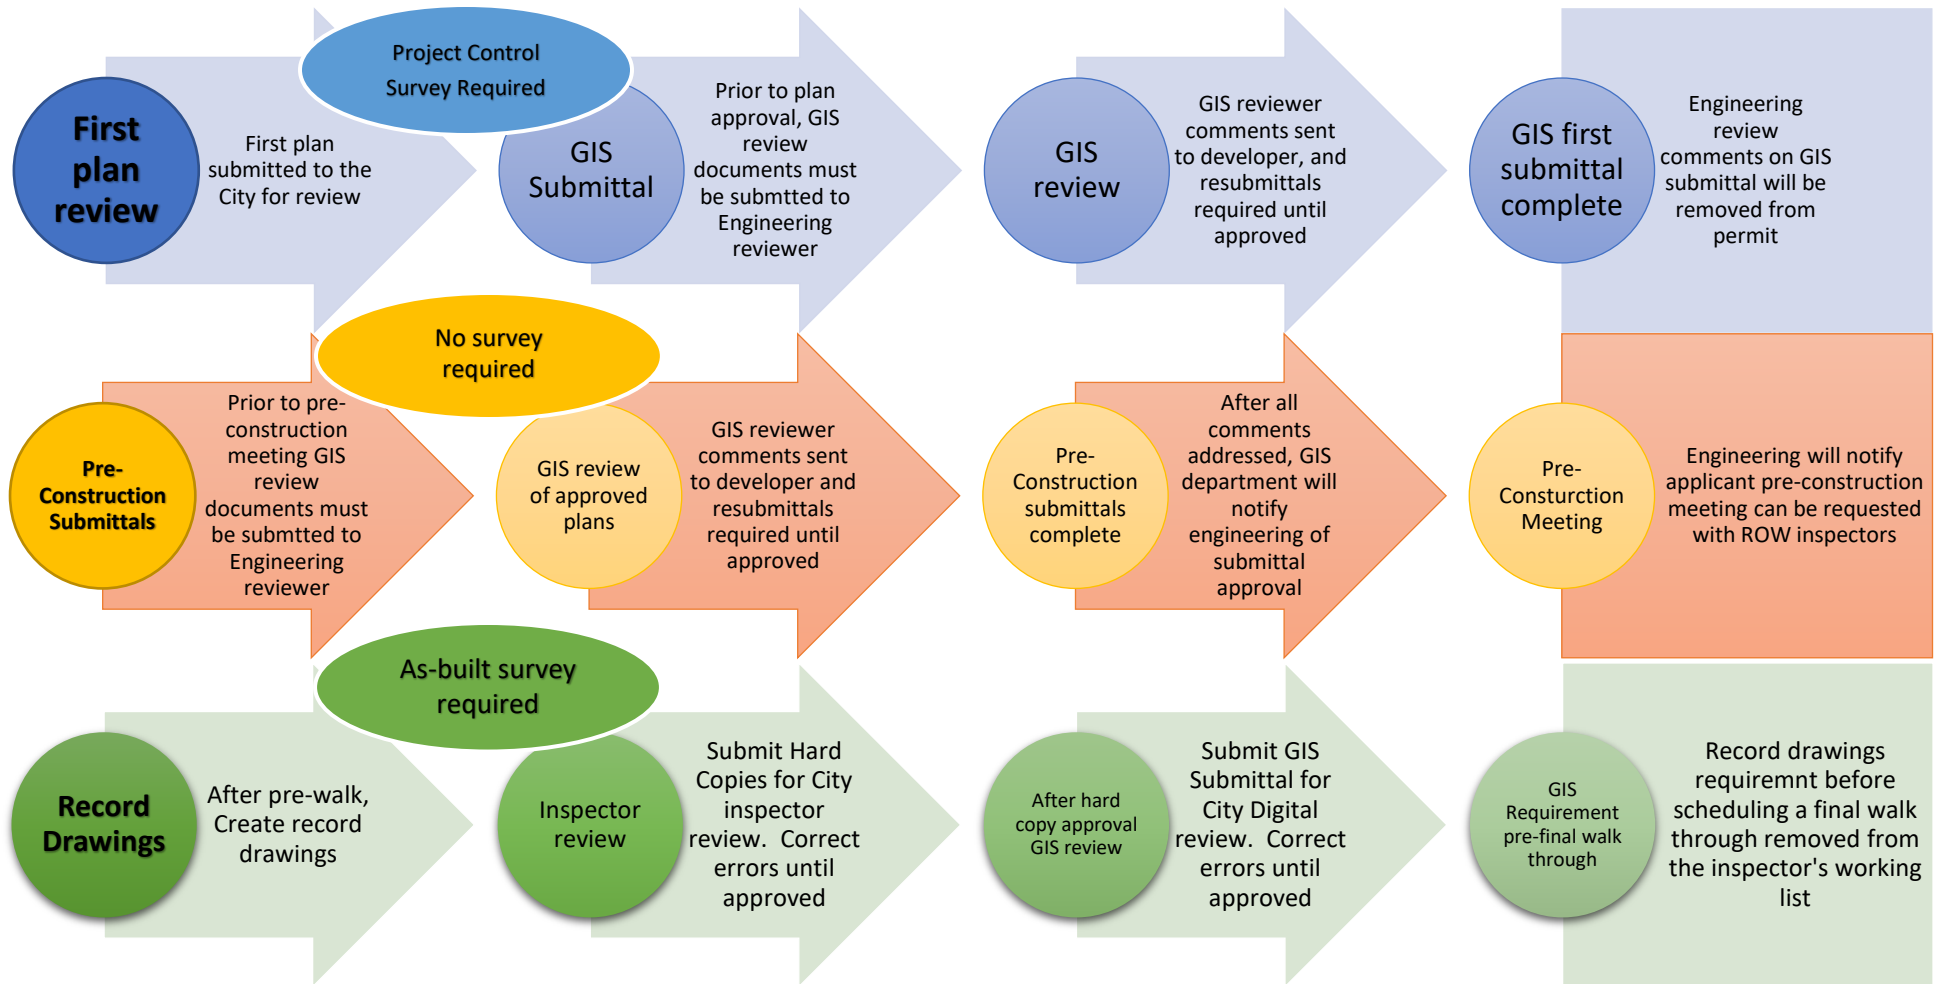 Project Control
Survey Required
First
plan
review
First plan
submitted to the
City for review
GIS
Submittal
Prior to plan
approval, GIS
review
documents must
be submtted to
Engineering
reviewer
GIS
review
GIS reviewer
comments sent
to developer, and
resubmittals
required until
approved
GIS first
submittal
complete
Engineering
review
comments on GIS
submittal will be
removed from
permit
No survey
required
Pre-
Construction
Submittals
Prior to pre-
construction
meeting GIS
review
documents must
be submtted to
Engineering
reviewer
GIS review
of approved
plans
GIS reviewer
comments sent
to developer and
resubmittals
required until
approved
Pre-
Construction
submittals
complete
After all
comments
addressed, GIS
department will
notify
engineering of
submittal
approval
Pre-
Consturction
Meeting
Engineering will notify
applicant pre-construction
meeting can be requested
with ROW inspectors
As-built survey
required
Record
Drawings
After pre-walk,
Create record
drawings
Inspector
review
Submit Hard
Copies for City
inspector
review.  Correct
errors until
approved
After hard
copy approval
GIS review
Submit GIS
Submittal for
City Digital
review.  Correct
errors until
approved
GIS
Requirement
pre-final walk
through
Record drawings
requiremnt before
scheduling a final walk
through removed from
the inspector's working
list